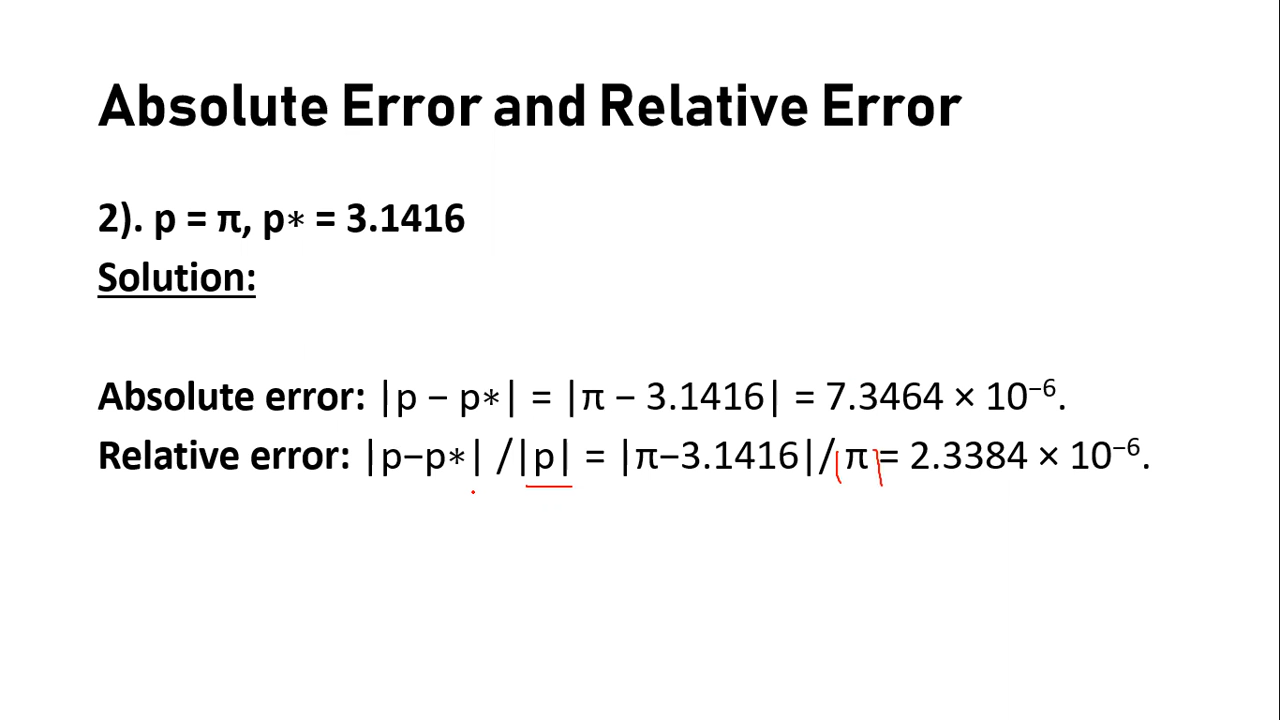 Absolute Error and Relative Error
2). p = π, p∗ = 3.1416
Solution:
Absolute error: |p − p∗| = |π − 3.1416| = 7.3464 × 10⁻⁶.
Relative error: |p−p∗| /|p| = |π−3.1416|/|π|= 2.3384 × 10⁻⁶.